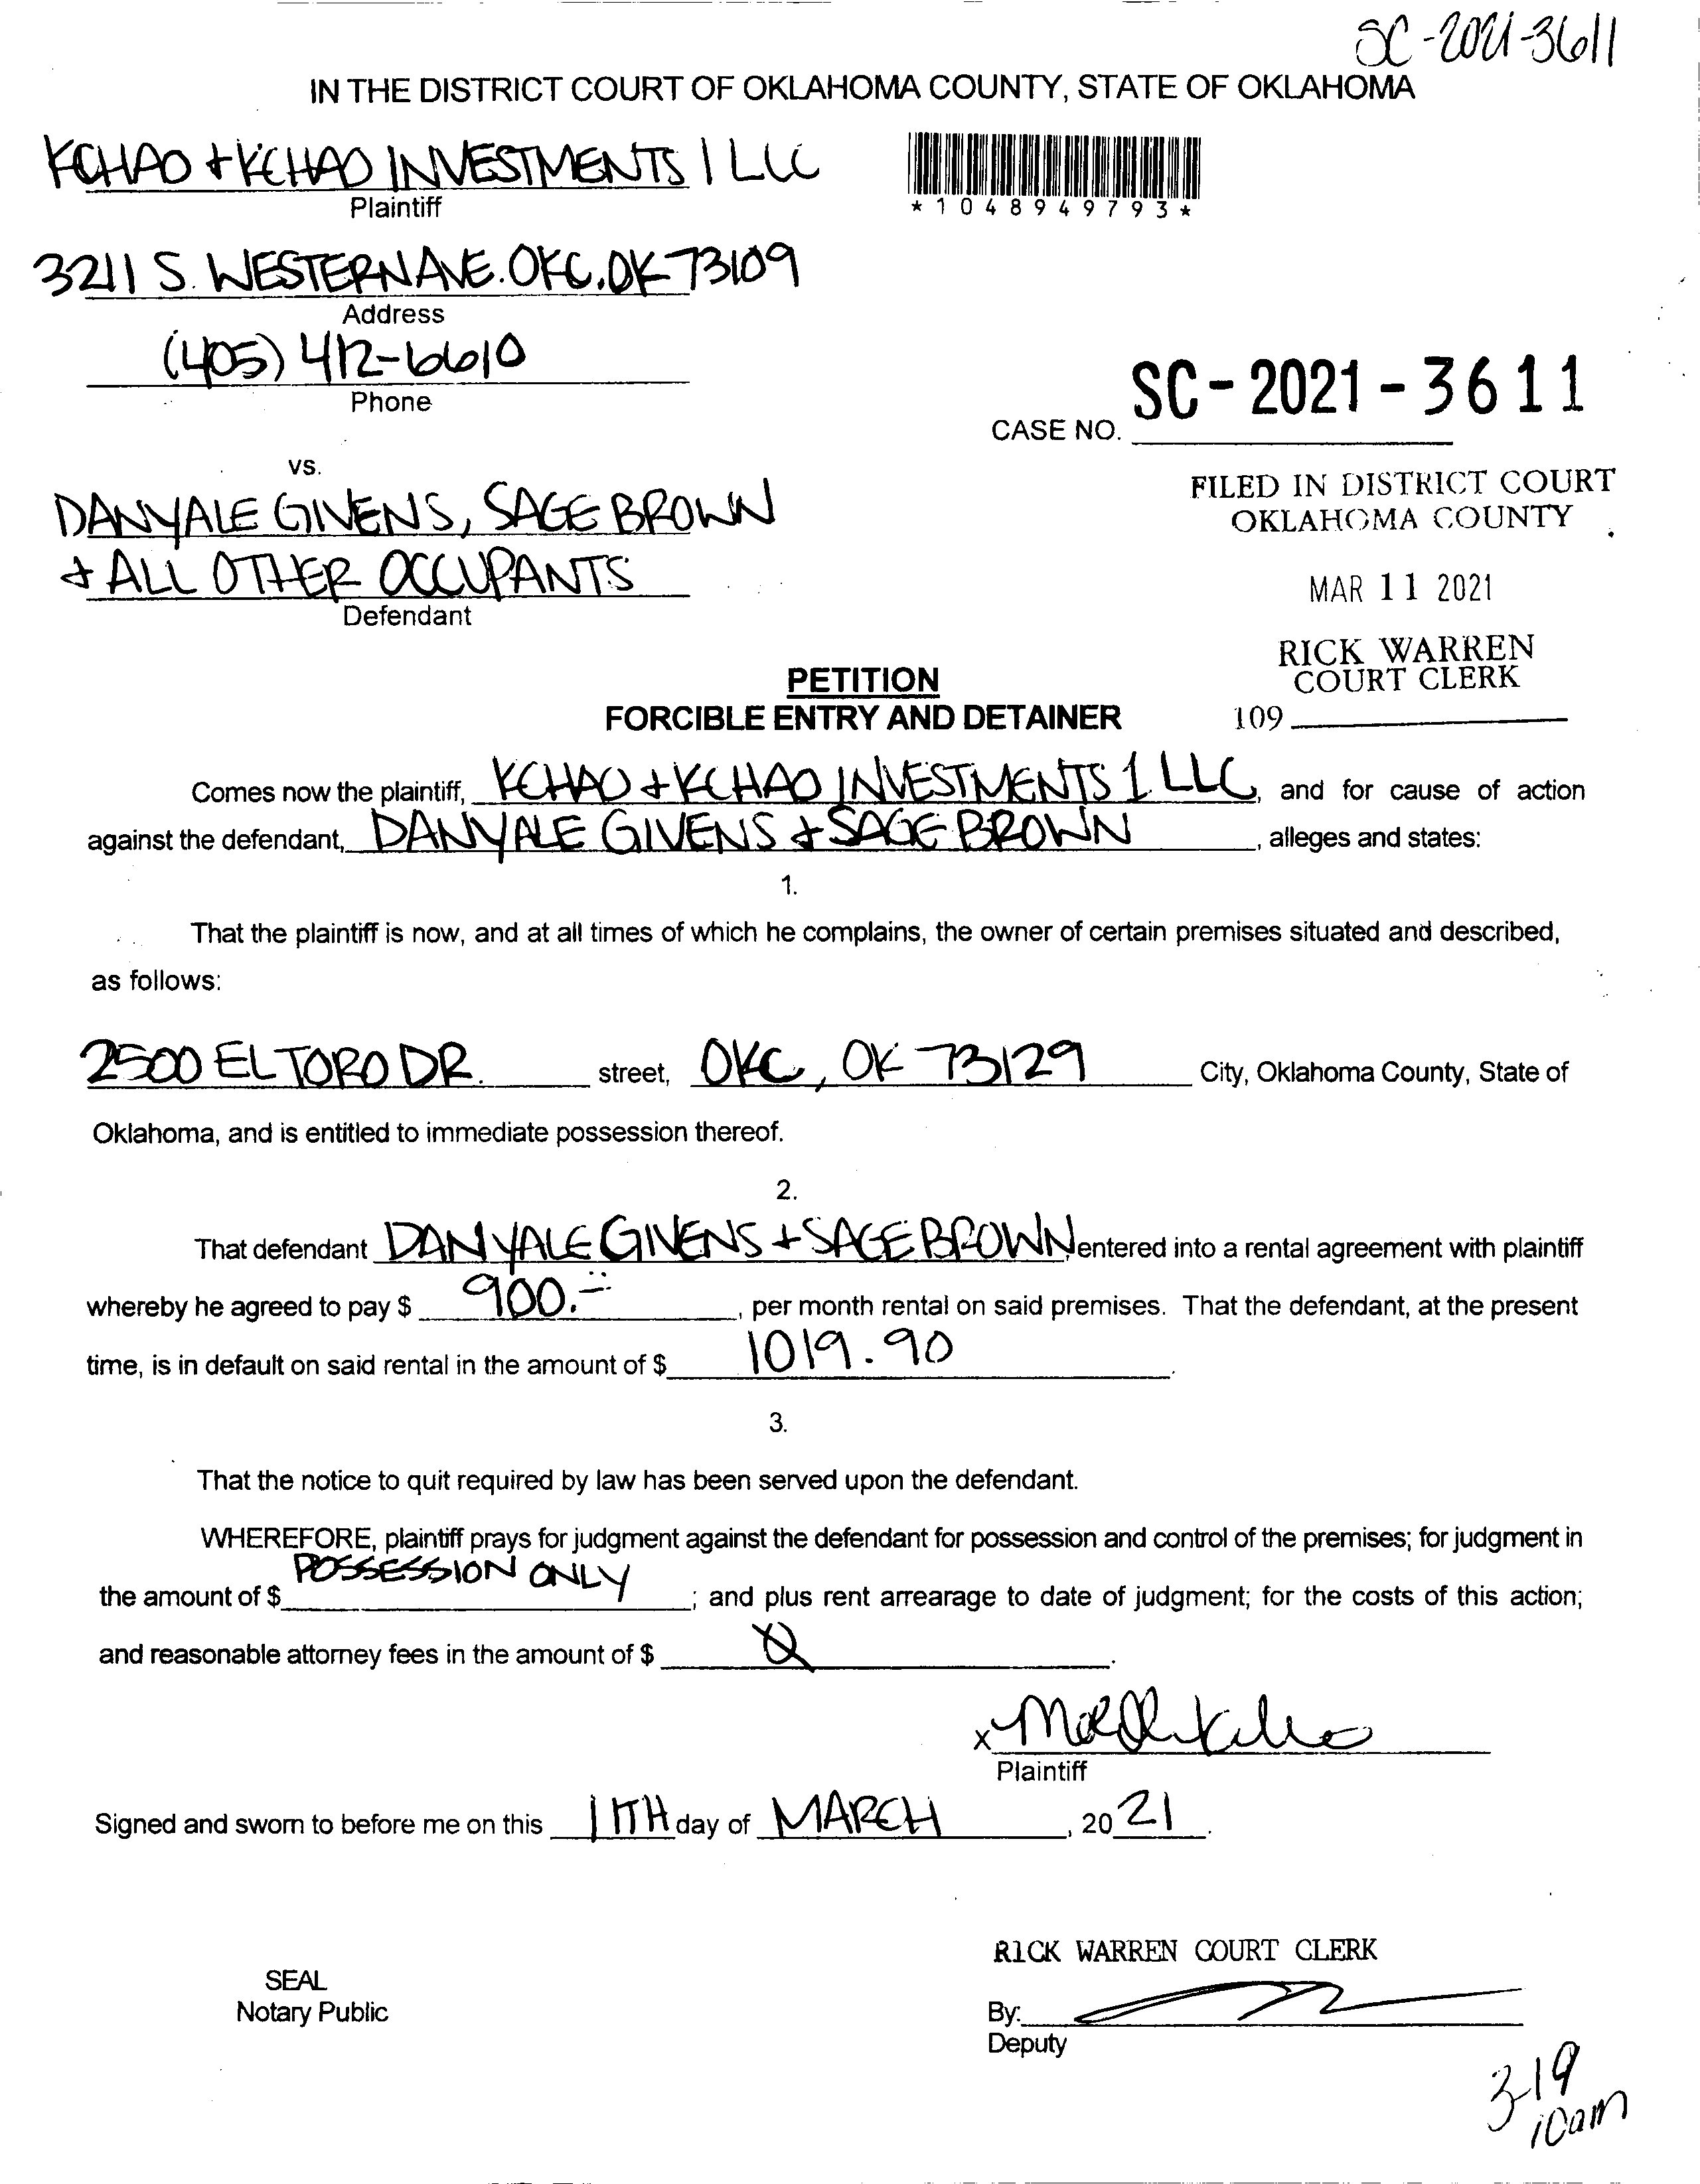 SC-2021-3611
IN THE DISTRICT COURT OF OKLAHOMA COUNTY, STATE OF OKLAHOMA
KCHAO + KCHAO INVESTMENTS 1 LLC
Plaintiff
*1048949793*
3211 S. WESTERN AVE. OKC, OK 73109
Address
(405) 412-6610
Phone
CASE NO. SC-2021-3611
vs.
DANYALE GIVENS, SAGE BROWN
+ ALL OTHER OCCUPANTS
Defendant
FILED IN DISTRICT COURT
OKLAHOMA COUNTY
MAR 11 2021
RICK WARREN
COURT CLERK
109
PETITION
FORCIBLE ENTRY AND DETAINER
Comes now the plaintiff, KCHAO + KCHAO INVESTMENTS 1 LLC, and for cause of action
against the defendant, DANYALE GIVENS + SAGE BROWN, alleges and states:
1.
That the plaintiff is now, and at all times of which he complains, the owner of certain premises situated and described,
as follows:
2500 EL TORO DR. street, OKC, OK 73129 City, Oklahoma County, State of
Oklahoma, and is entitled to immediate possession thereof.
2.
That defendant DANYALE GIVENS + SAGE BROWN, entered into a rental agreement with plaintiff
whereby he agreed to pay $ 900.-, per month rental on said premises. That the defendant, at the present
time, is in default on said rental in the amount of $ 1019.90.
3.
That the notice to quit required by law has been served upon the defendant.
WHEREFORE, plaintiff prays for judgment against the defendant for possession and control of the premises; for judgment in
the amount of $ POSSESSION ONLY; and plus rent arrearage to date of judgment; for the costs of this action;
and reasonable attorney fees in the amount of $ 0.
X
Plaintiff
Signed and sworn to before me on this 11TH day of MARCH, 2021.
RICK WARREN COURT CLERK
SEAL
Notary Public
By:
Deputy
3-19
10am